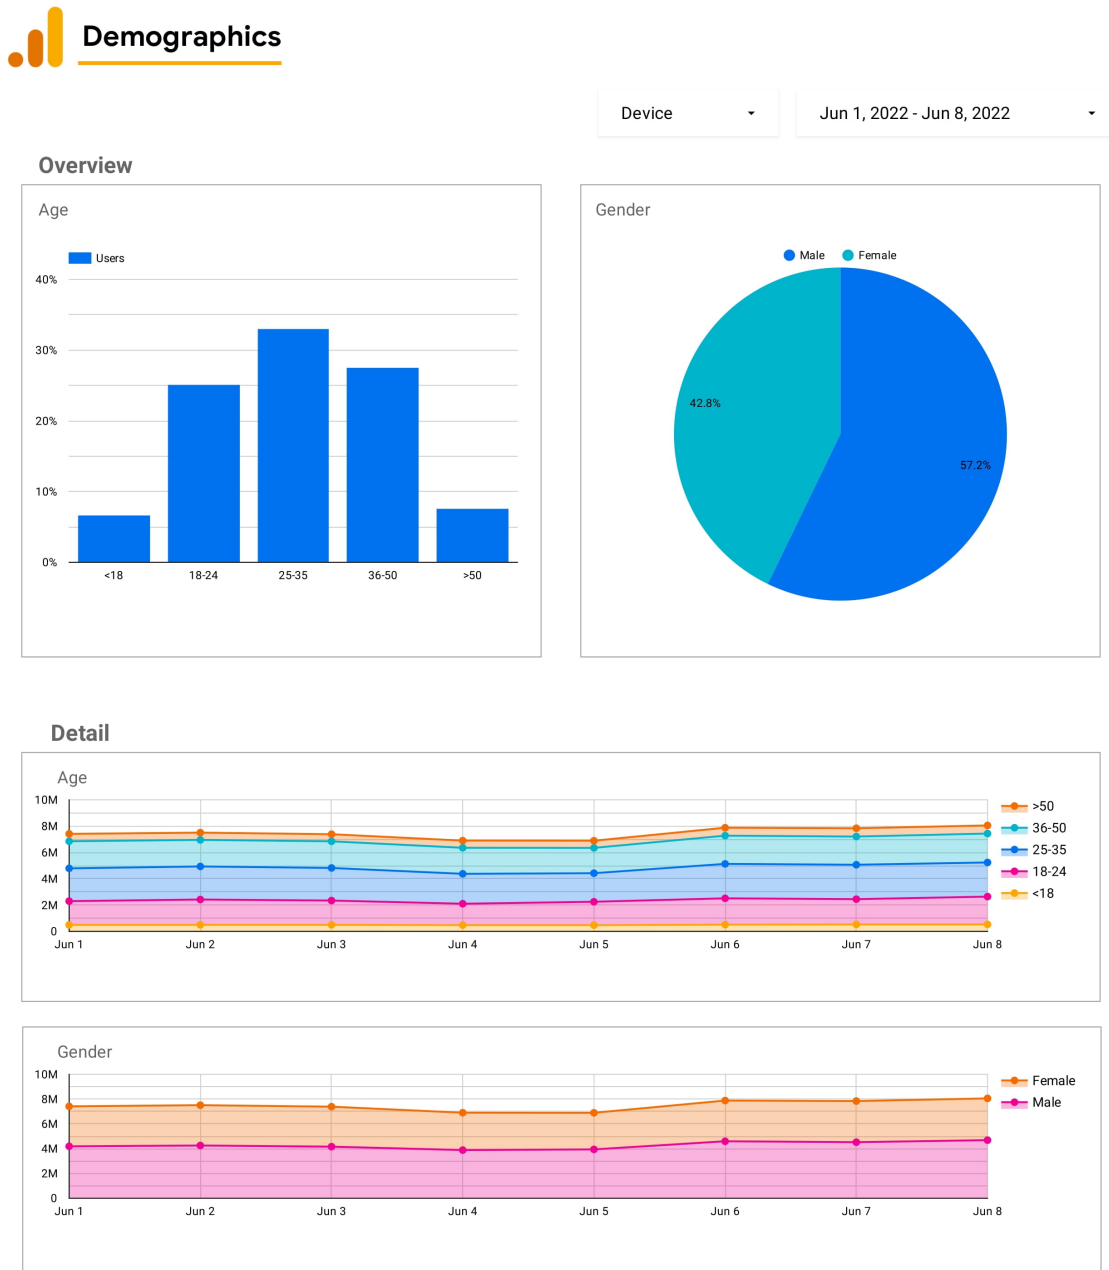 Demographics
Device
Jun 1, 2022 - Jun 8, 2022
Overview
Age
Users
40%
30%
20%
10%
0%
<18
18-24
25-35
36-50
>50
Gender
Male
Female
42.8%
57.2%
Detail
Age
10M
8M
6M
4M
2M
0
Jun 1
Jun 2
Jun 3
Jun 4
Jun 5
Jun 6
Jun 7
Jun 8
>50
36-50
25-35
18-24
<18
Gender
10M
8M
6M
4M
2M
0
Jun 1
Jun 2
Jun 3
Jun 4
Jun 5
Jun 6
Jun 7
Jun 8
Female
Male